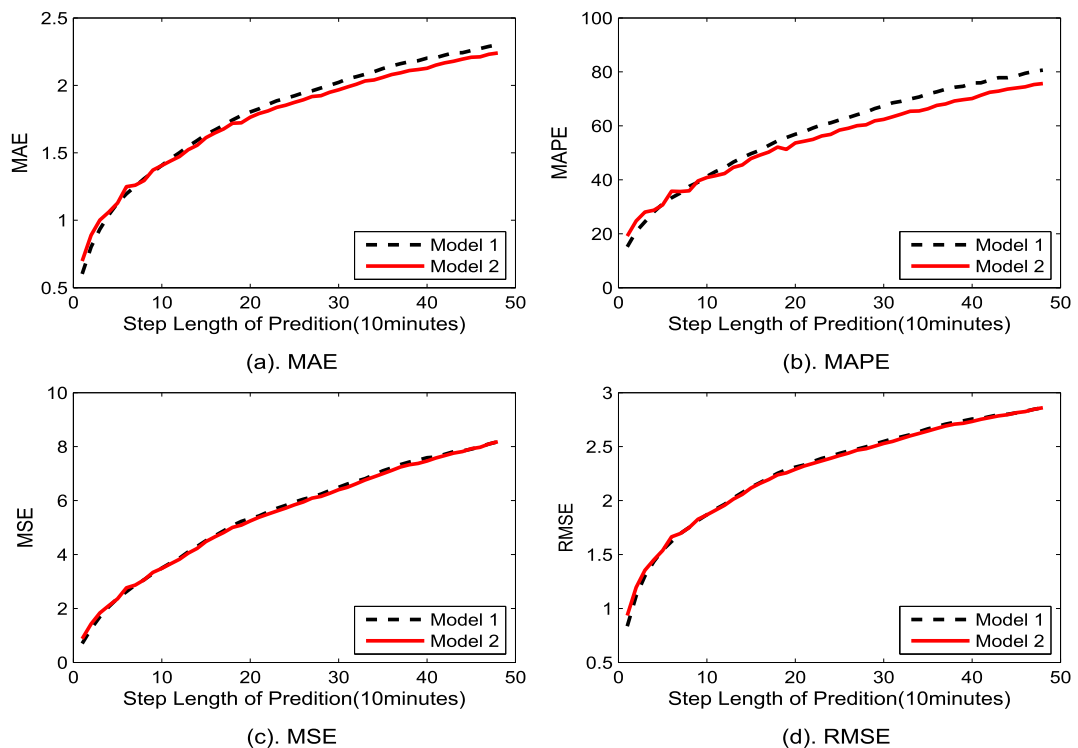 2.5
2
1.5
1
0.5
MAE
0 10 20 30 40 50
Step Length of Predition(10minutes)
Model 1
Model 2
(a). MAE
100
80
60
40
20
0
MAPE
0 10 20 30 40 50
Step Length of Predition(10minutes)
Model 1
Model 2
(b). MAPE
10
8
6
4
2
0
MSE
0 10 20 30 40 50
Step Length of Predition(10minutes)
Model 1
Model 2
(c). MSE
3
2.5
2
1.5
1
0.5
RMSE
0 10 20 30 40 50
Step Length of Predition(10minutes)
Model 1
Model 2
(d). RMSE